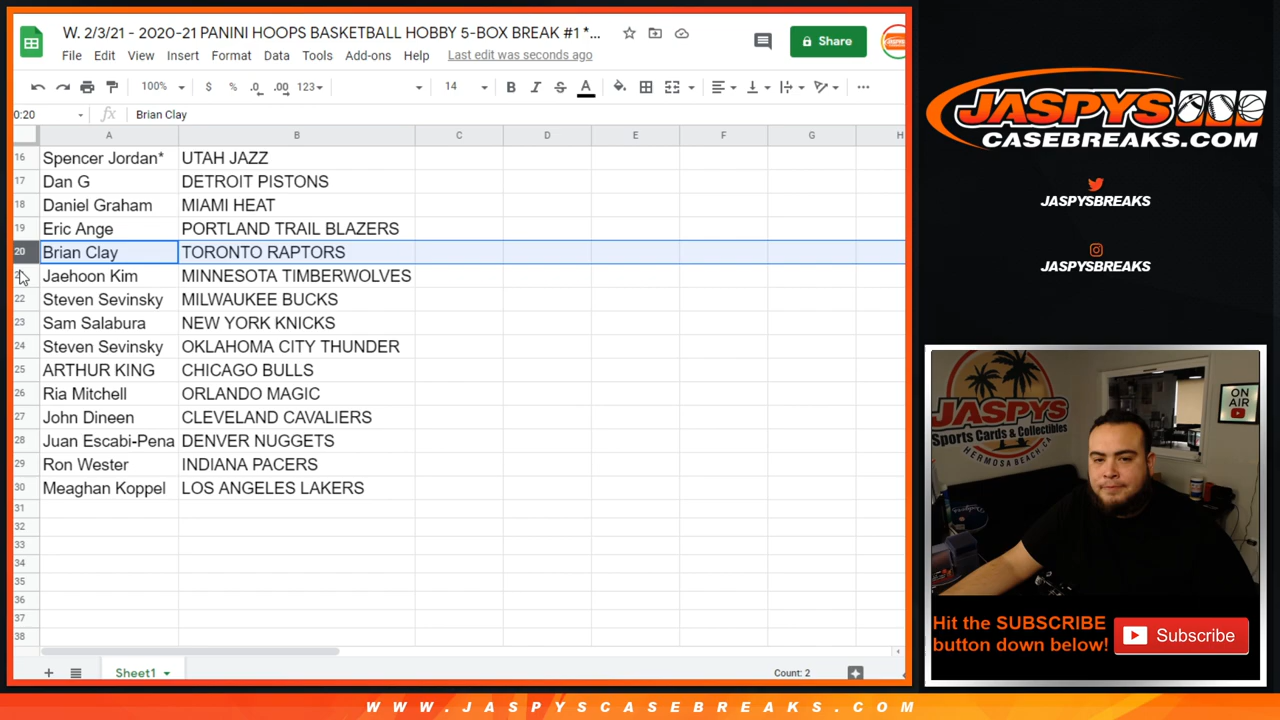 W. 2/3/21 - 2020-21 PANINI HOOPS BASKETBALL HOBBY 5-BOX BREAK #1 *...
File Edit View Insert Format Data Tools Add-ons Help Last edit was seconds ago
Share
100% $ % .0 .00 123 14 B I S A
0:20 fx Brian Clay
A B C D E F G H
16 Spencer Jordan* UTAH JAZZ
17 Dan G DETROIT PISTONS
18 Daniel Graham MIAMI HEAT
19 Eric Ange PORTLAND TRAIL BLAZERS
20 Brian Clay TORONTO RAPTORS
Jaehoon Kim MINNESOTA TIMBERWOLVES
22 Steven Sevinsky MILWAUKEE BUCKS
23 Sam Salabura NEW YORK KNICKS
24 Steven Sevinsky OKLAHOMA CITY THUNDER
25 ARTHUR KING CHICAGO BULLS
26 Ria Mitchell ORLANDO MAGIC
27 John Dineen CLEVELAND CAVALIERS
28 Juan Escabi-Pena DENVER NUGGETS
29 Ron Wester INDIANA PACERS
30 Meaghan Koppel LOS ANGELES LAKERS
31
32
33
34
35
36
37
38
Sheet1
Count: 2
JASPYS
CASEBREAKS.COM
JASPYSBREAKS
JASPYSBREAKS
JASPYS
Sports Cards & Collectibles
HERMOSA BEACH, CA
ON
AIR
Hit the SUBSCRIBE
button down below!
Subscribe
WWW.JASPYSCASEBREAKS.COM